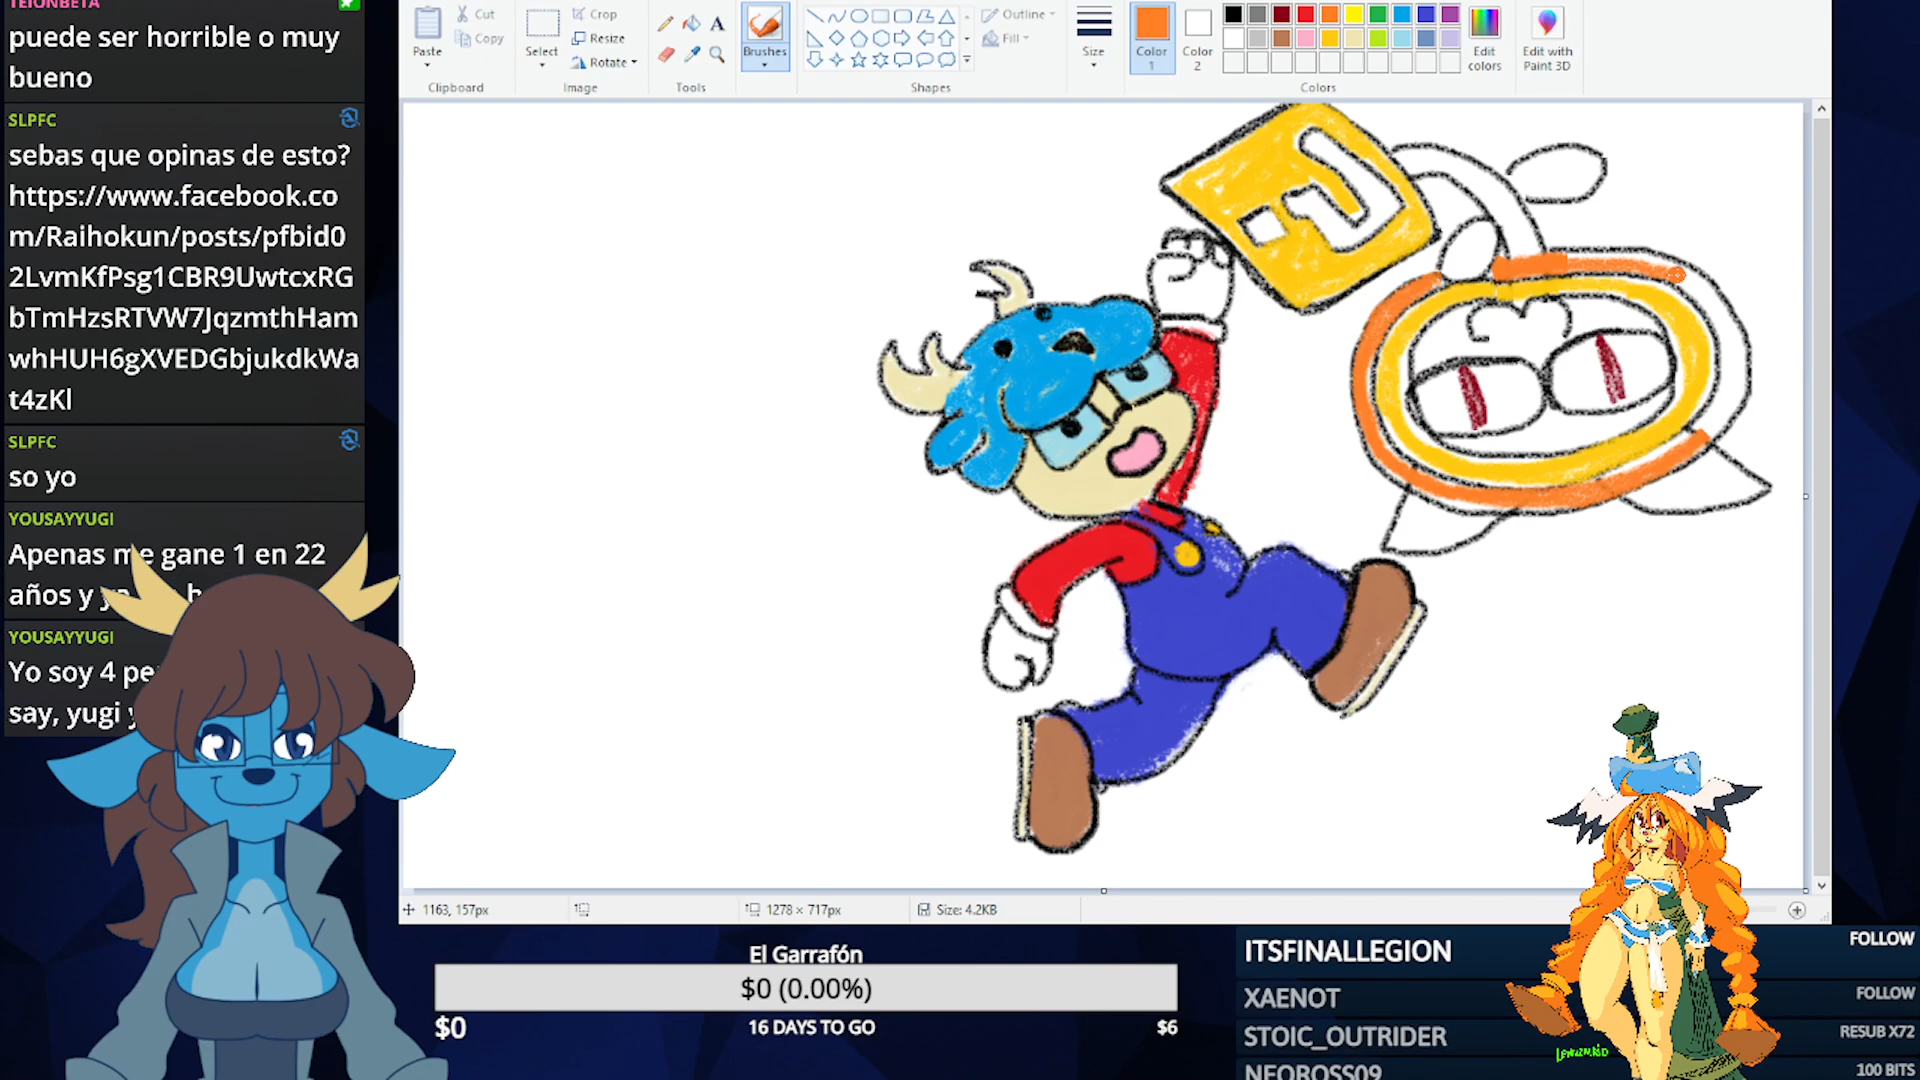 TEIONBETA
puede ser horrible o muy
bueno
SLPFC
sebas que opinas de esto?
https://www.facebook.co
m/Raihokun/posts/pfbid0
2LvmKfPsg1CBR9UwtcxRG
bTmHzsRTVW7JqzmthHam
whHUH6gXVEDGbjukdkWa
t4zKl
SLPFC
so yo
YOUSAYYUGI
Apenas me gane 1 en 22
años y
YOUSAYYUGI
Yo soy 4
say, yugi
Paste
Cut
Copy
Clipboard
Select
Crop
Resize
Rotate
Image
A
Tools
Brushes
Shapes
Outline
Fill
Size
Color
1
Color
2
Edit
colors
Edit with
Paint 3D
Colors
?
1163, 157px
1278 × 717px
Size: 4.2KB
El Garrafón
$0 (0.00%)
$0
16 DAYS TO GO
$6
ITSFINALLEGION
FOLLOW
XAENOT
FOLLOW
STOIC_OUTRIDER
RESUB X72
NEOROSS09
100 BITS